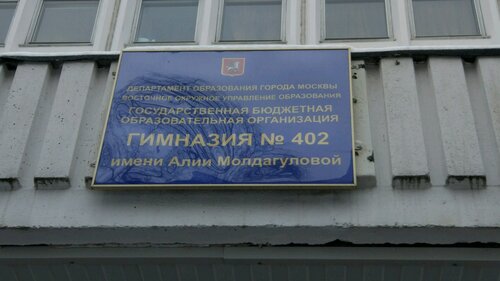 ДЕПАРТАМЕНТ ОБРАЗОВАНИЯ ГОРОДА МОСКВЫ
ВОСТОЧНОЕ ОКРУЖНОЕ УПРАВЛЕНИЕ ОБРАЗОВАНИЯ
ГОСУДАРСТВЕННАЯ БЮДЖЕТНАЯ
ОБРАЗОВАТЕЛЬНАЯ ОРГАНИЗАЦИЯ
ГИМНАЗИЯ № 402
имени Алии Молдагуловой